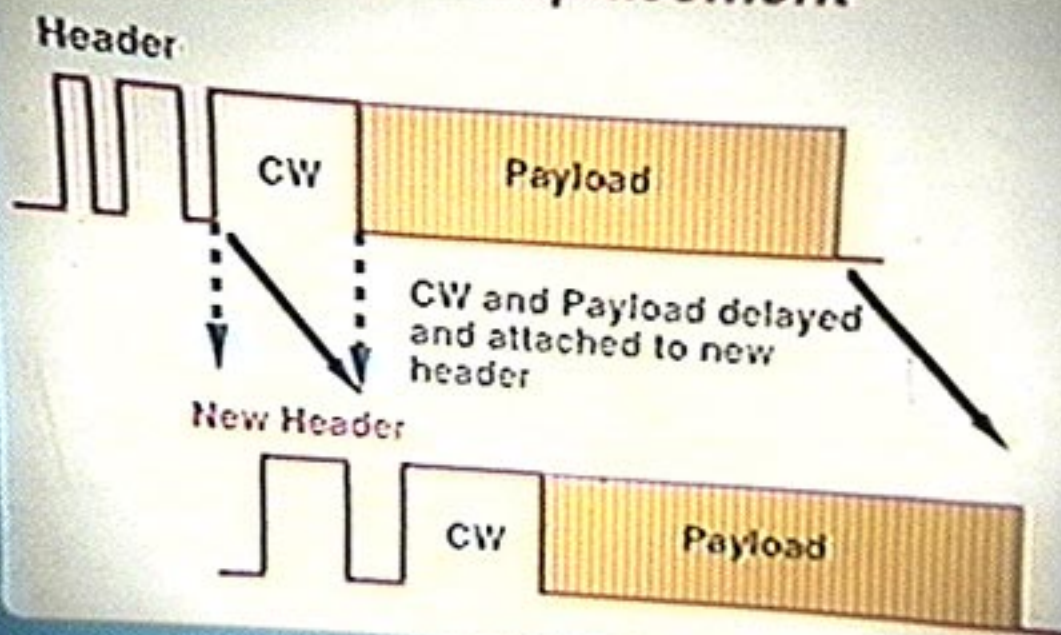 Header
CW
Payload
CW and Payload delayed
and attached to new
header
New Header
CW
Payload